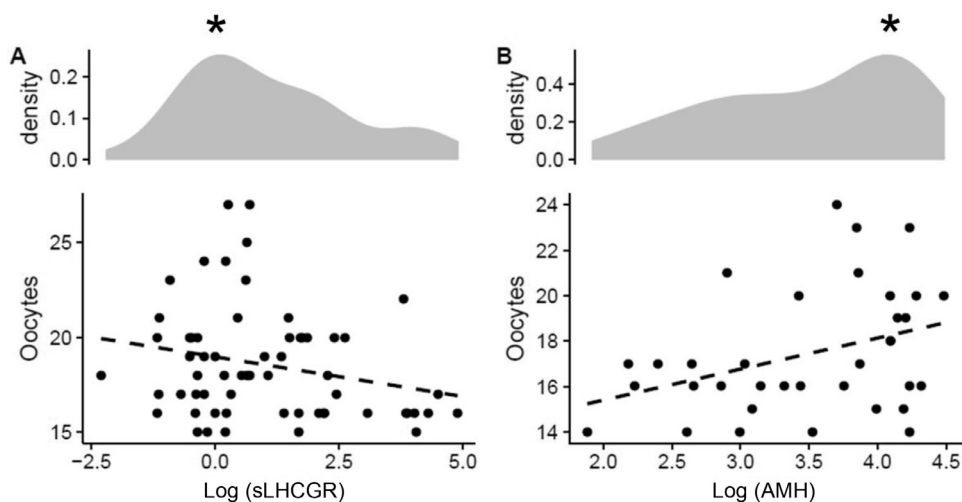 * *
A B
density
0.2
0.1
0.0
density
0.4
0.2
0.0
Oocytes
25
20
15
−2.5 0.0 2.5 5.0
Log (sLHCGR)
Oocytes
24
22
20
18
16
14
2.0 2.5 3.0 3.5 4.0 4.5
Log (AMH)